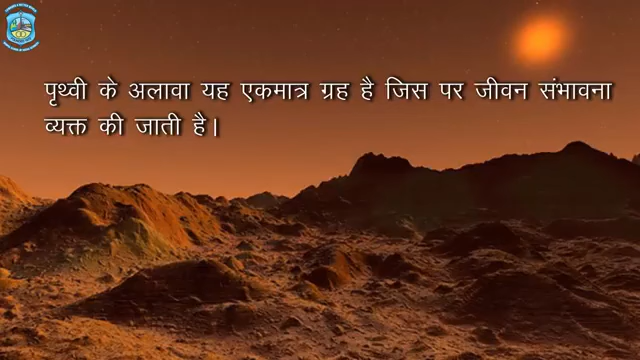 पृथ्वी के अलावा यह एकमात्र ग्रह है जिस पर जीवन संभावना
व्यक्त की जाती है।